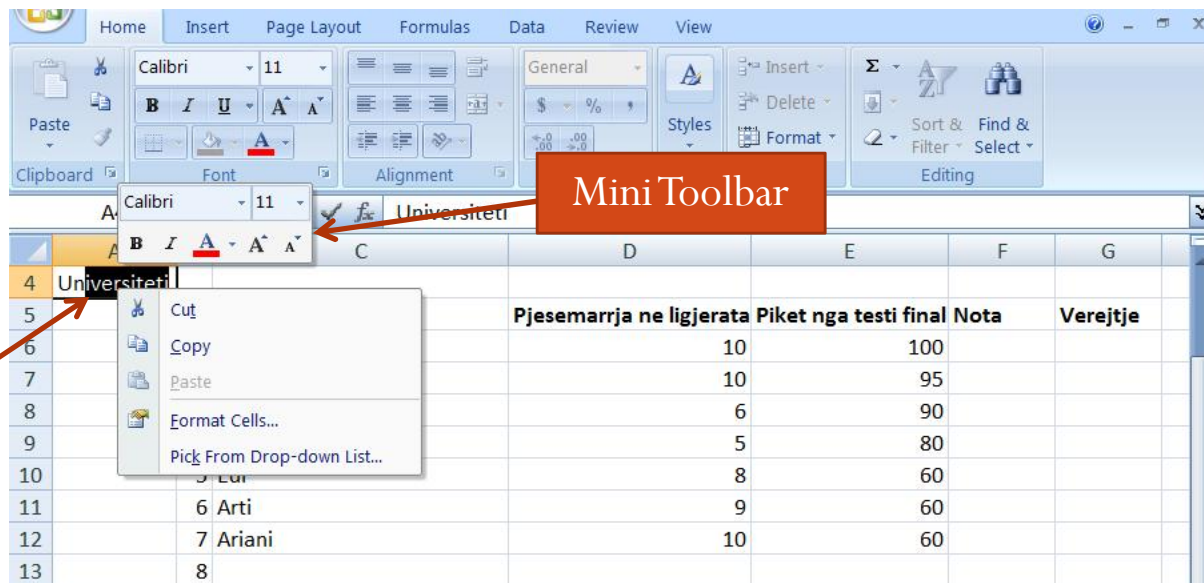 Home Insert Page Layout Formulas Data Review View
Calibri 11 General Insert Σ
B I U A A $ % , Delete
Paste A Styles Format Sort & Filter Find & Select
Clipboard Font Alignment Editing
Mini Toolbar
Calibri 11 fx Universiteti
B I A A A
C D E F G
4 Universiteti
5 Pjesemarrja ne ligjerata Piket nga testi final Nota Verejtje
6 10 100
7 10 95
8 6 90
9 5 80
10 8 60
11 6 Arti 9 60
12 7 Ariani 10 60
13 8
Cut
Copy
Paste
Format Cells...
Pick From Drop-down List...